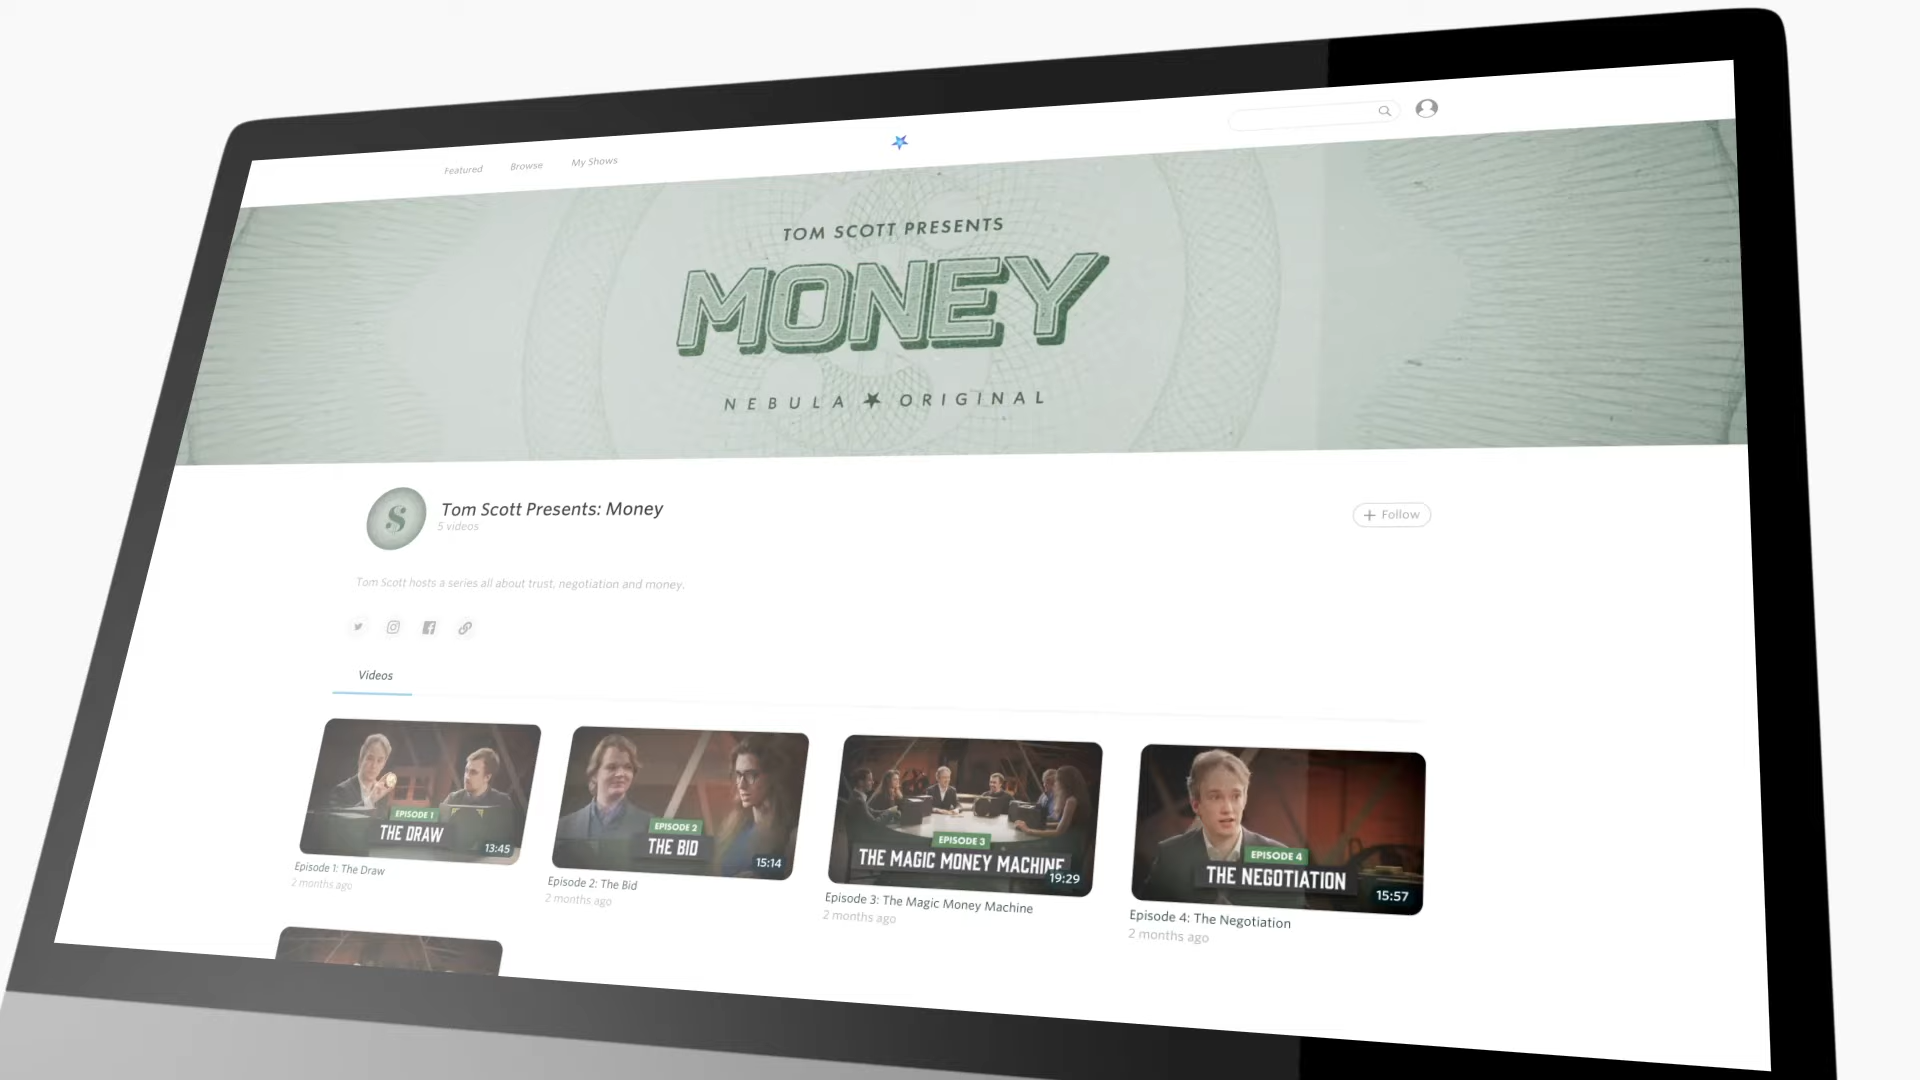 Featured Browse My Shows
TOM SCOTT PRESENTS
MONEY
NEBULA ORIGINAL
$
Tom Scott Presents: Money
5 videos
+ Follow
Tom Scott hosts a series all about trust, negotiation and money.
Videos
EPISODE 1
THE DRAW
13:45
Episode 1: The Draw
2 months ago
EPISODE 2
THE BID
15:14
Episode 2: The Bid
2 months ago
EPISODE 3
THE MAGIC MONEY MACHINE
19:29
Episode 3: The Magic Money Machine
2 months ago
EPISODE 4
THE NEGOTIATION
15:57
Episode 4: The Negotiation
2 months ago